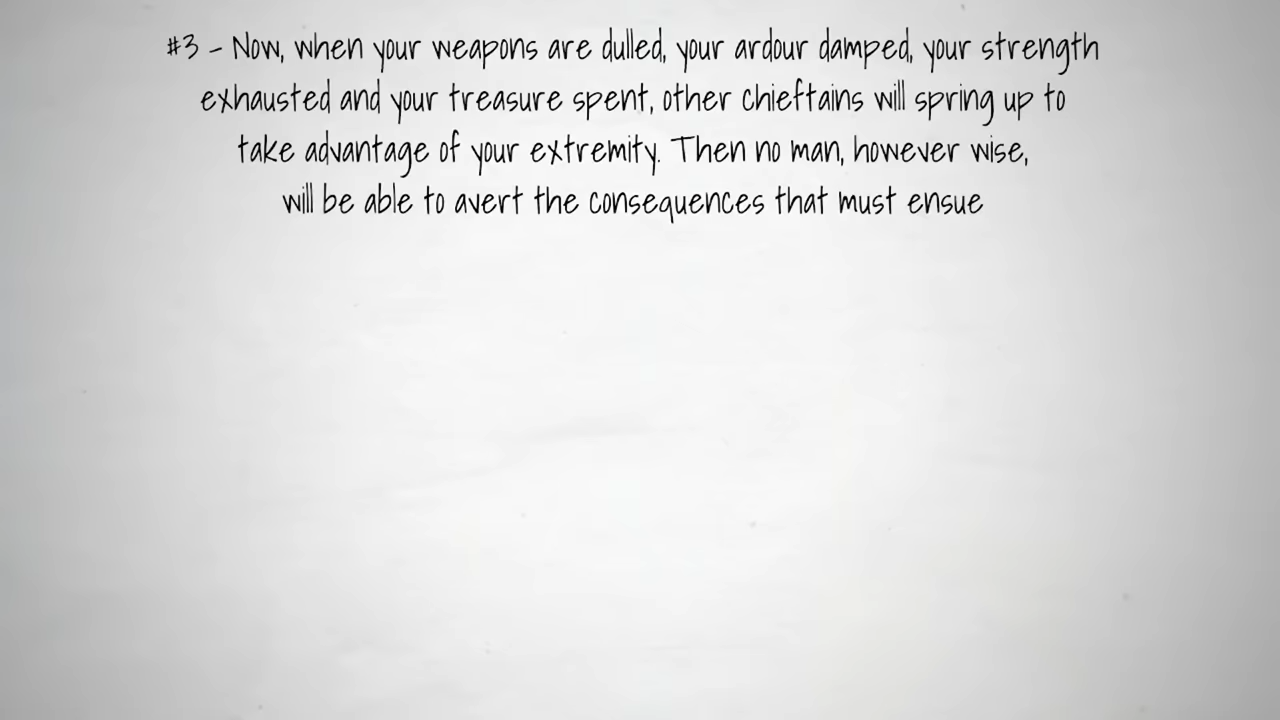 #3 - Now, when your weapons are dulled, your ardour damped, your strength
exhausted and your treasure spent, other chieftains will spring up to
take advantage of your extremity. Then no man, however wise,
will be able to avert the consequences that must ensue